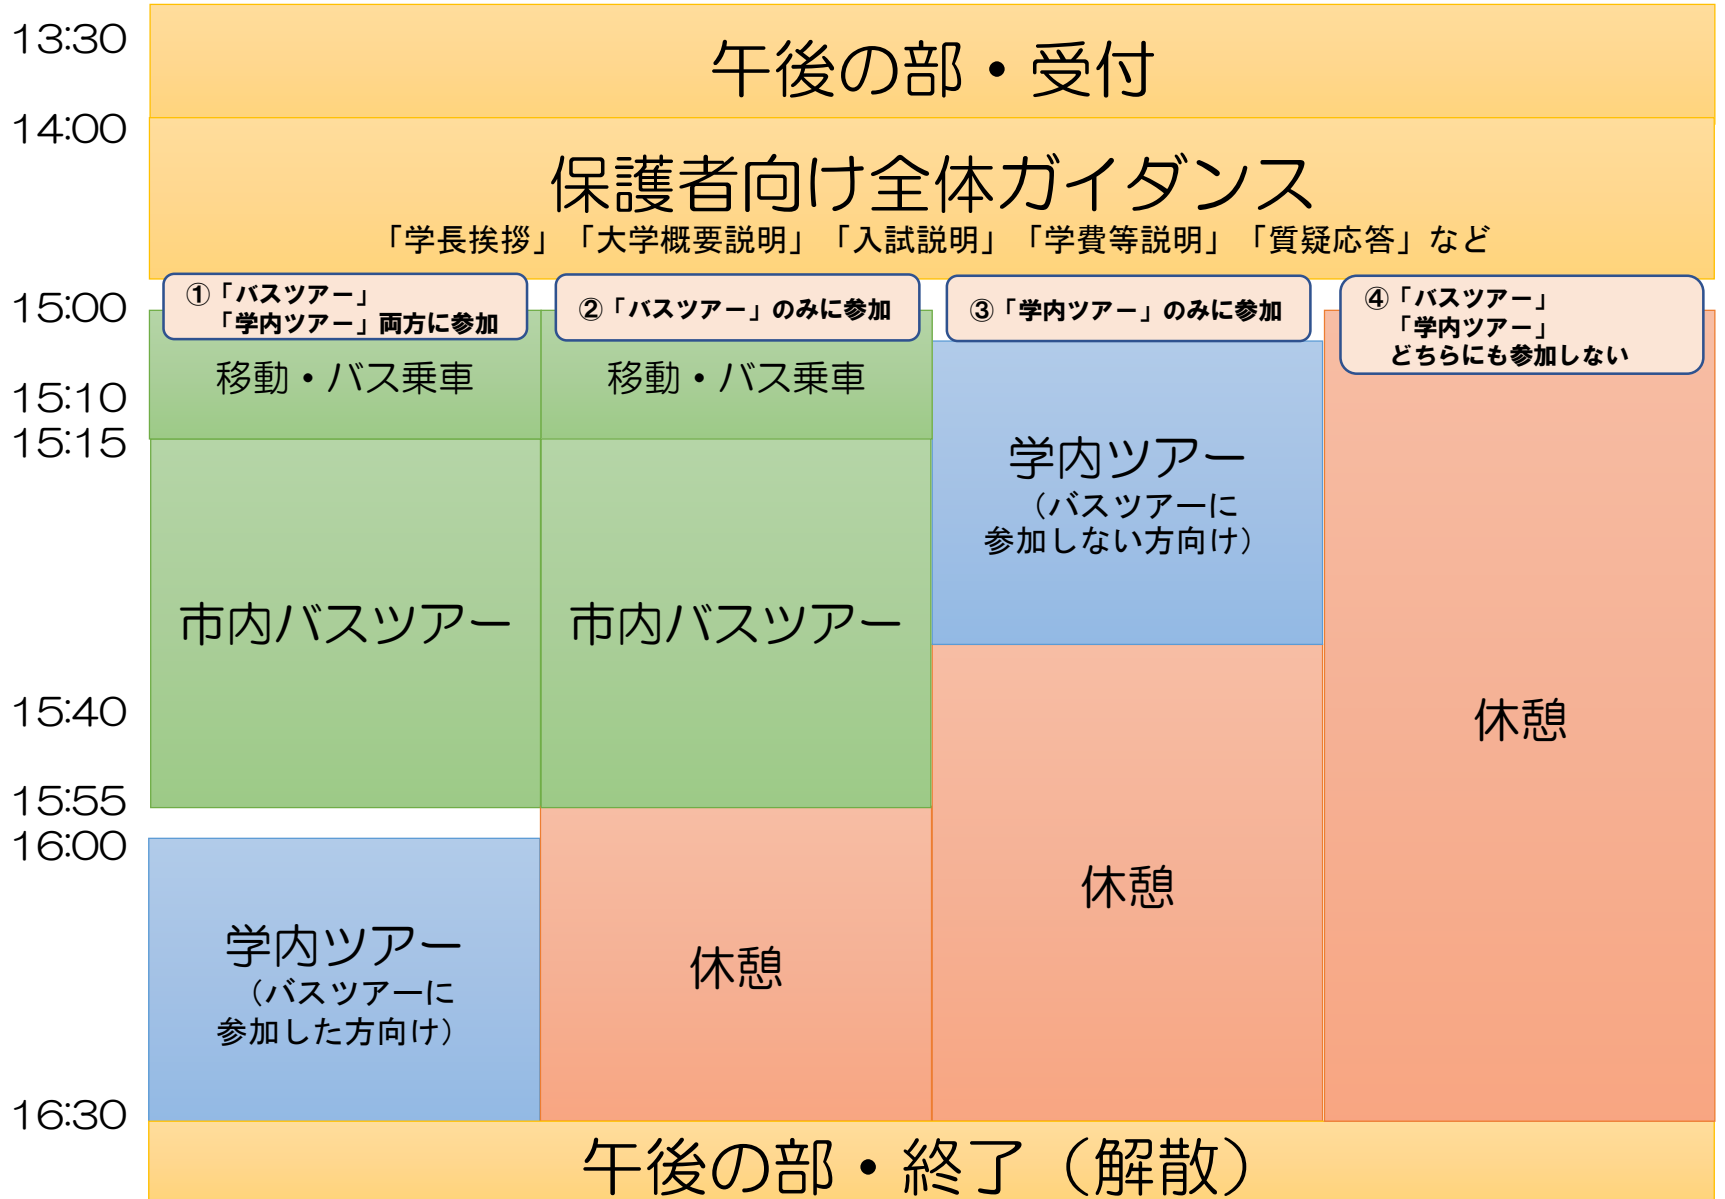 13:30
午後の部・受付
14:00
保護者向け全体ガイダンス
「学長挨拶」「大学概要説明」「入試説明」「学費等説明」「質疑応答」など
15:00
①「バスツアー」
「学内ツアー」両方に参加
②「バスツアー」のみに参加
③「学内ツアー」のみに参加
④「バスツアー」
「学内ツアー」
どちらにも参加しない
移動・バス乗車
移動・バス乗車
15:10
15:15
学内ツアー
（バスツアーに
参加しない方向け）
市内バスツアー
市内バスツアー
15:40
休憩
15:55
16:00
休憩
学内ツアー
（バスツアーに
参加した方向け）
休憩
16:30
午後の部・終了（解散）